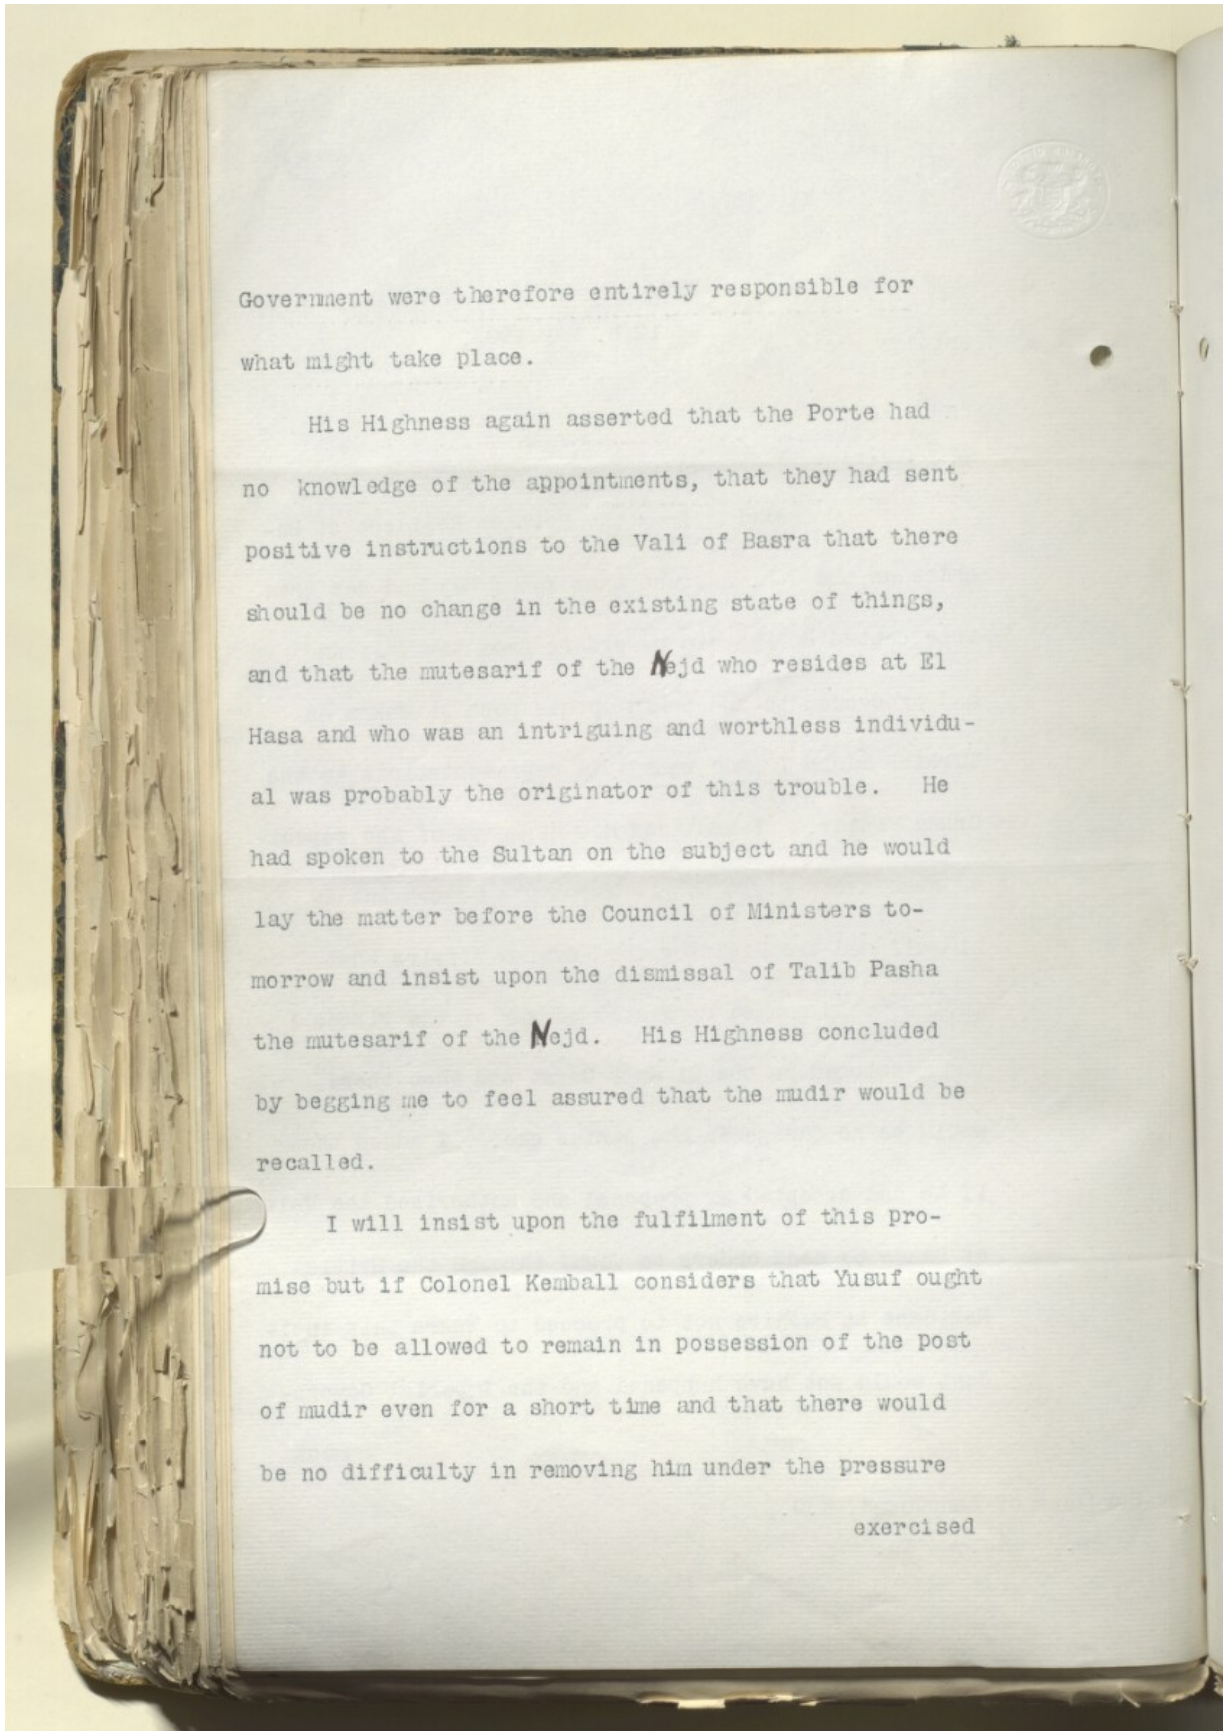 Government were therefore entirely responsible for
what might take place.
His Highness again asserted that the Porte had
no knowledge of the appointments, that they had sent
positive instructions to the Vali of Basra that there
should be no change in the existing state of things,
and that the mutesarif of the Nejd who resides at El
Hasa and who was an intriguing and worthless individu-
al was probably the originator of this trouble. He
had spoken to the Sultan on the subject and he would
lay the matter before the Council of Ministers to-
morrow and insist upon the dismissal of Talib Pasha
the mutesarif of the Nejd. His Highness concluded
by begging me to feel assured that the mudir would be
recalled.
I will insist upon the fulfilment of this pro-
mise but if Colonel Kemball considers that Yusuf ought
not to be allowed to remain in possession of the post
of mudir even for a short time and that there would
be no difficulty in removing him under the pressure
exercised